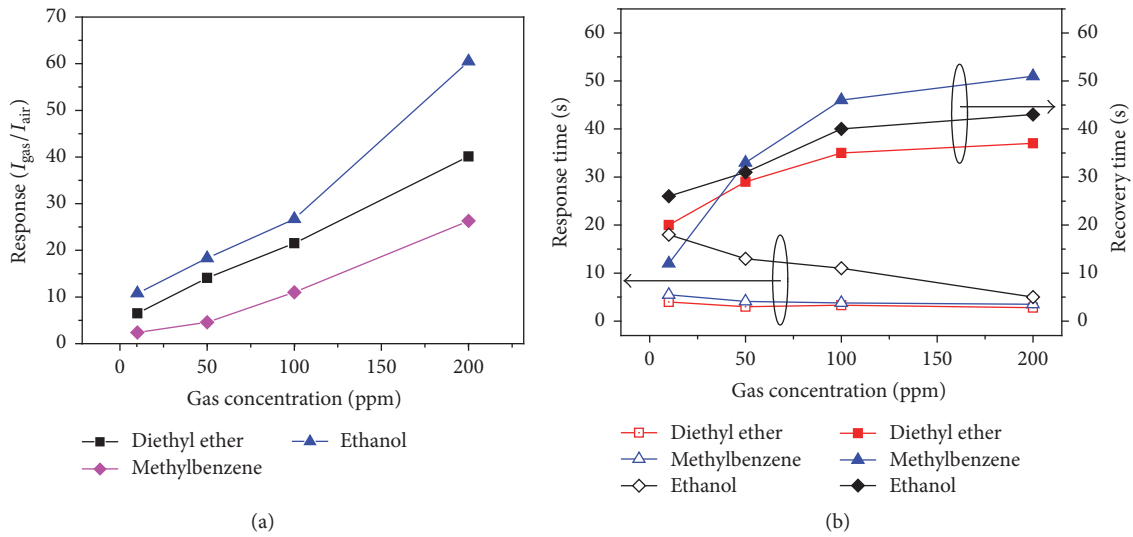 70
60
50
40
30
20
10
0
Response (I_gas/I_air)
0 50 100 150 200
Gas concentration (ppm)
Diethyl ether Ethanol
Methylbenzene
(a)
60
50
40
30
20
10
0
Response time (s)
60
50
40
30
20
10
0
Recovery time (s)
0 50 100 150 200
Gas concentration (ppm)
Diethyl ether Diethyl ether
Methylbenzene Methylbenzene
Ethanol Ethanol
(b)